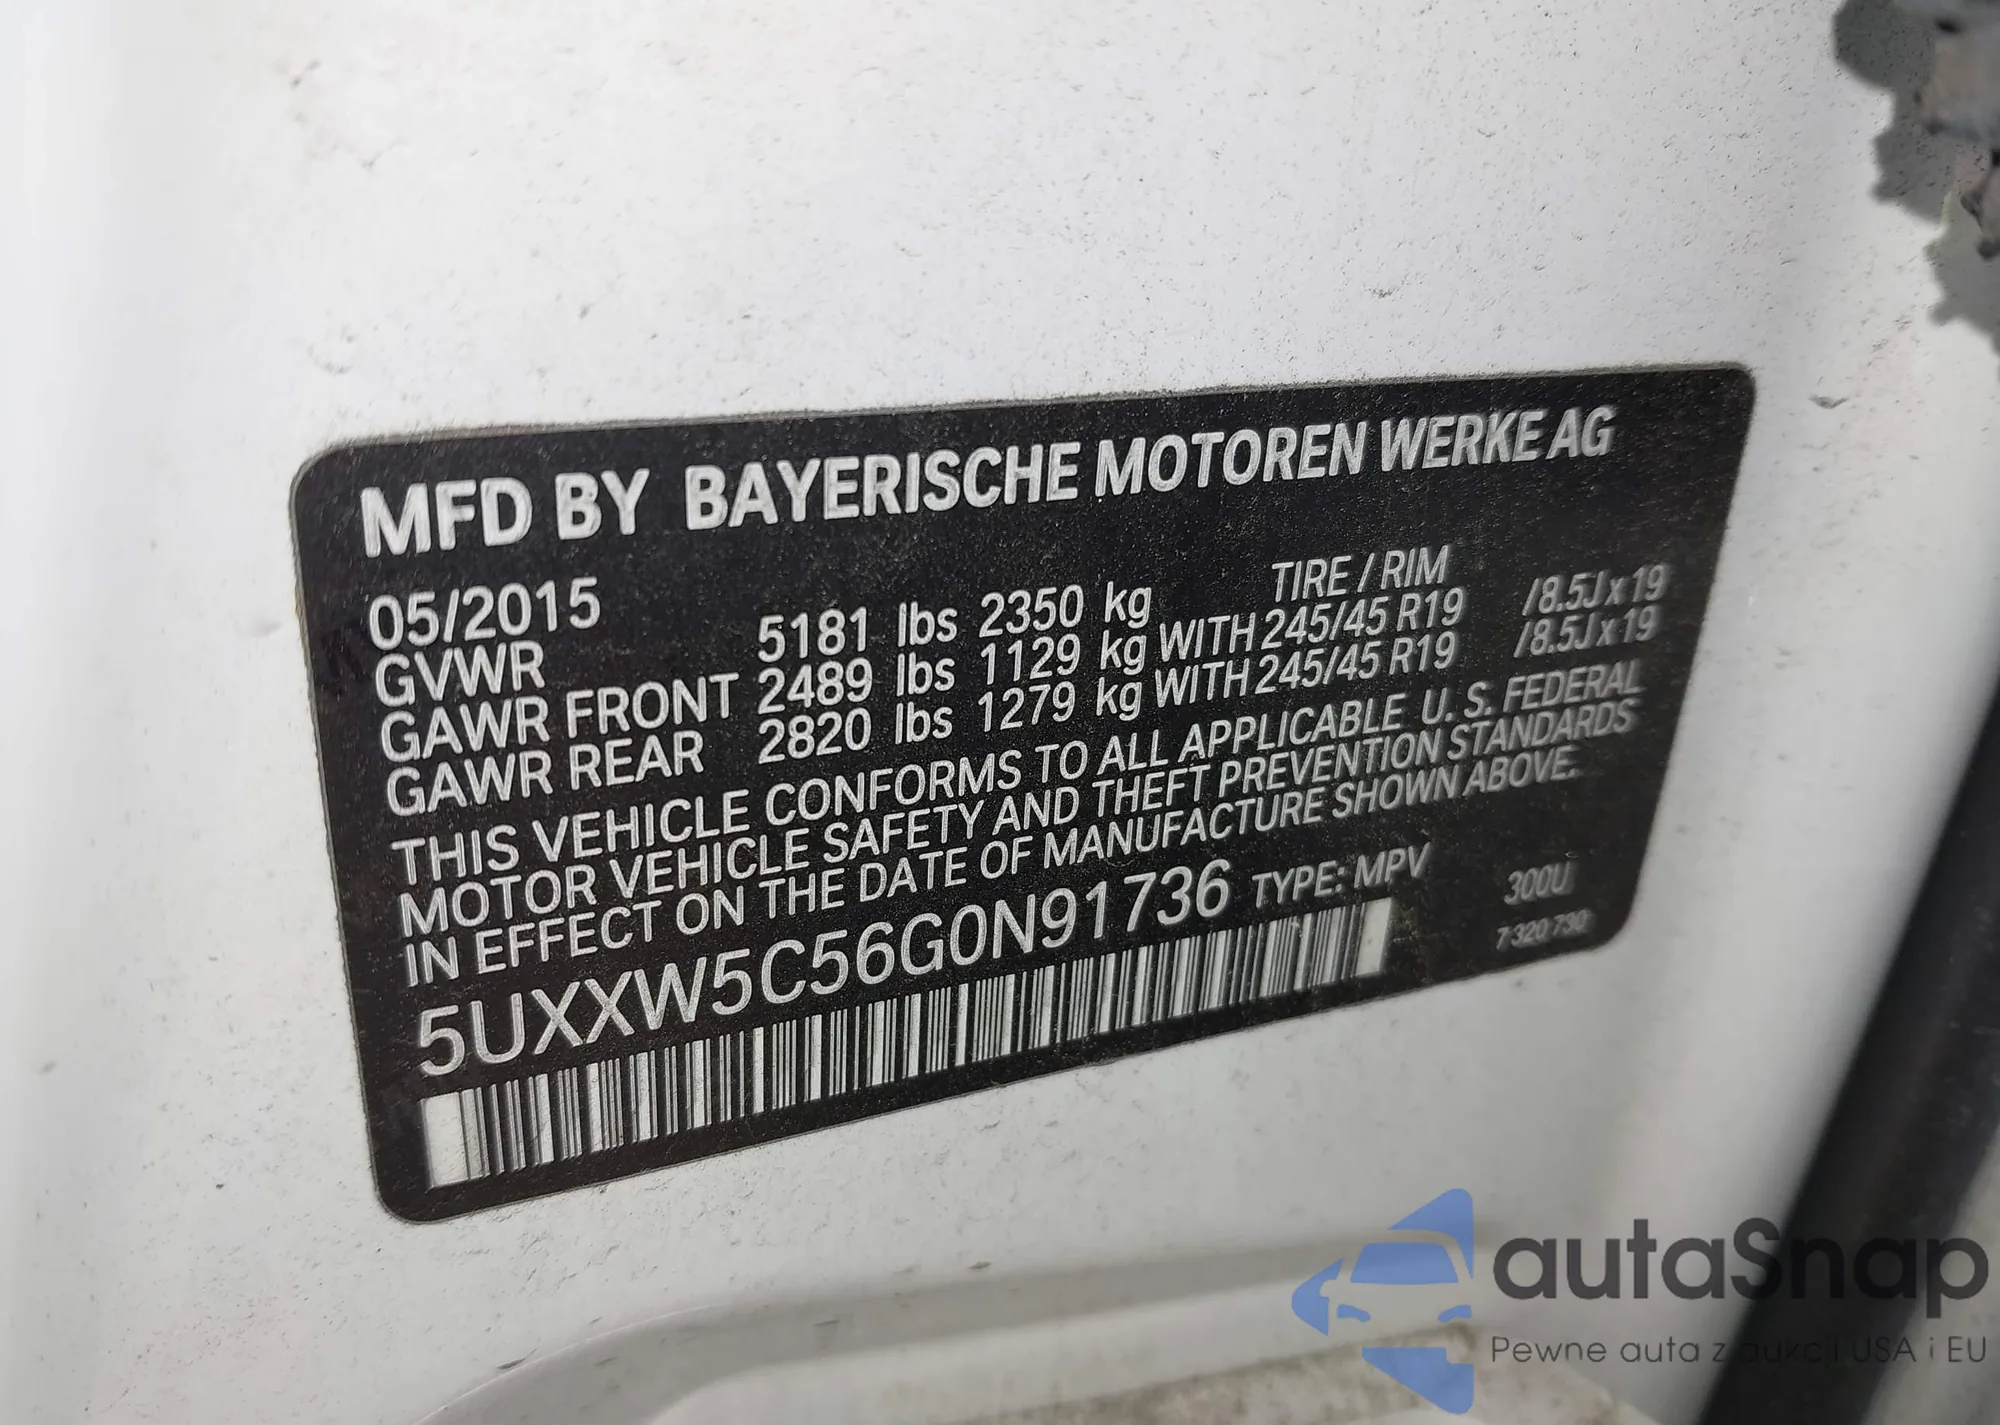 MFD BY BAYERISCHE MOTOREN WERKE AG
05/2015 TIRE / RIM
GVWR 5181 lbs 2350 kg
GAWR FRONT 2489 lbs 1129 kg WITH 245/45 R19 /8.5J x 19
GAWR REAR 2820 lbs 1279 kg WITH 245/45 R19 /8.5J x 19
THIS VEHICLE CONFORMS TO ALL APPLICABLE U. S. FEDERAL
MOTOR VEHICLE SAFETY AND THEFT PREVENTION STANDARDS
IN EFFECT ON THE DATE OF MANUFACTURE SHOWN ABOVE.
5UXXW5C56G0N91736 TYPE: MPV 300U
7 320 730
autaSnap
Pewne auta z aukcji USA i EU